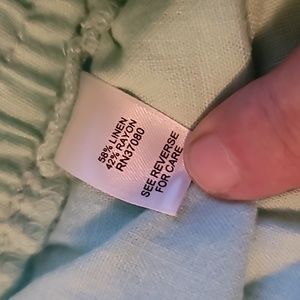 58% LINEN
42% RAYON
RN37080
SEE REVERSE
FOR CARE